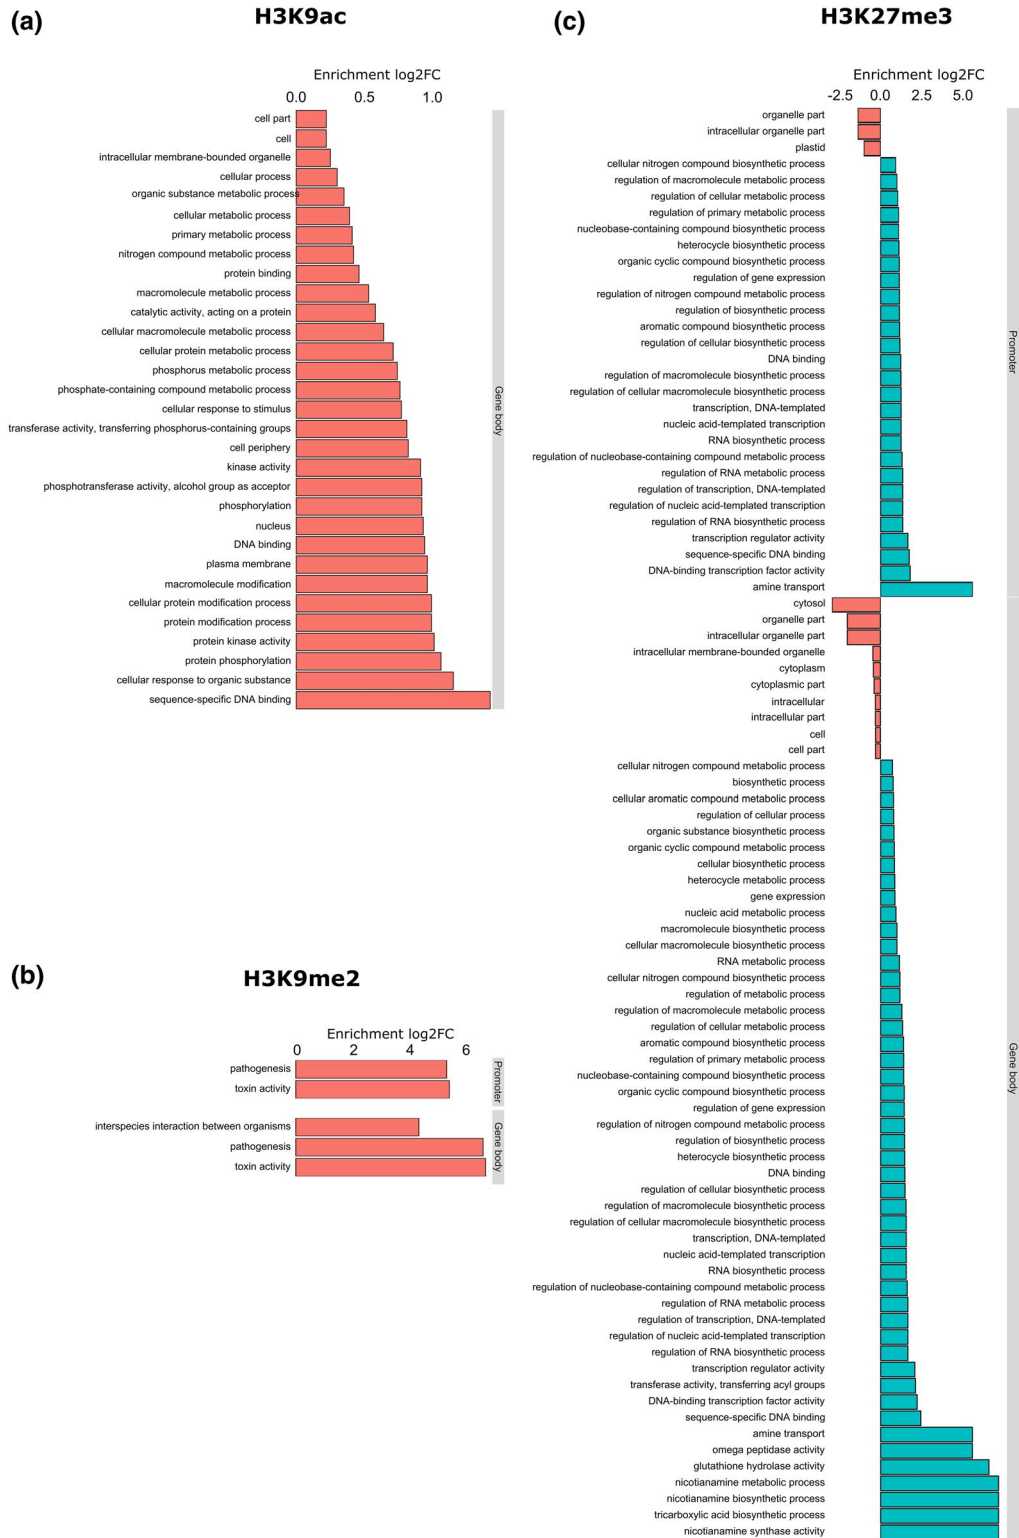 (a)
H3K9ac
Enrichment log2FC
0.0 0.5 1.0
cell part
cell
intracellular membrane-bounded organelle
cellular process
organic substance metabolic process
cellular metabolic process
primary metabolic process
nitrogen compound metabolic process
protein binding
macromolecule metabolic process
catalytic activity, acting on a protein
cellular macromolecule metabolic process
cellular protein metabolic process
phosphorus metabolic process
phosphate-containing compound metabolic process
cellular response to stimulus
transferase activity, transferring phosphorus-containing groups
cell periphery
kinase activity
phosphotransferase activity, alcohol group as acceptor
phosphorylation
nucleus
DNA binding
plasma membrane
macromolecule modification
cellular protein modification process
protein modification process
protein kinase activity
protein phosphorylation
cellular response to organic substance
sequence-specific DNA binding
Gene body
(b)
H3K9me2
Enrichment log2FC
0 2 4 6
pathogenesis
toxin activity
Promoter
interspecies interaction between organisms
pathogenesis
toxin activity
Gene body
(c)
H3K27me3
Enrichment log2FC
-2.5 0.0 2.5 5.0
organelle part
intracellular organelle part
plastid
cellular nitrogen compound biosynthetic process
regulation of macromolecule metabolic process
regulation of cellular metabolic process
regulation of primary metabolic process
nucleobase-containing compound biosynthetic process
heterocycle biosynthetic process
organic cyclic compound biosynthetic process
regulation of gene expression
regulation of nitrogen compound metabolic process
regulation of biosynthetic process
aromatic compound biosynthetic process
regulation of cellular biosynthetic process
DNA binding
regulation of macromolecule biosynthetic process
regulation of cellular macromolecule biosynthetic process
transcription, DNA-templated
nucleic acid-templated transcription
RNA biosynthetic process
regulation of nucleobase-containing compound metabolic process
regulation of RNA metabolic process
regulation of transcription, DNA-templated
regulation of nucleic acid-templated transcription
regulation of RNA biosynthetic process
transcription regulator activity
sequence-specific DNA binding
DNA-binding transcription factor activity
amine transport
Promoter
cytosol
organelle part
intracellular organelle part
intracellular membrane-bounded organelle
cytoplasm
cytoplasmic part
intracellular
intracellular part
cell
cell part
cellular nitrogen compound metabolic process
biosynthetic process
cellular aromatic compound metabolic process
regulation of cellular process
organic substance biosynthetic process
organic cyclic compound metabolic process
cellular biosynthetic process
heterocycle metabolic process
gene expression
nucleic acid metabolic process
macromolecule biosynthetic process
cellular macromolecule biosynthetic process
RNA metabolic process
cellular nitrogen compound biosynthetic process
regulation of metabolic process
regulation of macromolecule metabolic process
regulation of cellular metabolic process
aromatic compound biosynthetic process
regulation of primary metabolic process
nucleobase-containing compound biosynthetic process
organic cyclic compound biosynthetic process
regulation of gene expression
regulation of nitrogen compound metabolic process
regulation of biosynthetic process
heterocycle biosynthetic process
DNA binding
regulation of cellular biosynthetic process
regulation of macromolecule biosynthetic process
regulation of cellular macromolecule biosynthetic process
transcription, DNA-templated
nucleic acid-templated transcription
RNA biosynthetic process
regulation of nucleobase-containing compound metabolic process
regulation of RNA metabolic process
regulation of transcription, DNA-templated
regulation of nucleic acid-templated transcription
regulation of RNA biosynthetic process
transcription regulator activity
transferase activity, transferring acyl groups
DNA-binding transcription factor activity
sequence-specific DNA binding
amine transport
omega peptidase activity
glutathione hydrolase activity
nicotianamine metabolic process
nicotianamine biosynthetic process
tricarboxylic acid biosynthetic process
nicotianamine synthase activity
Gene body